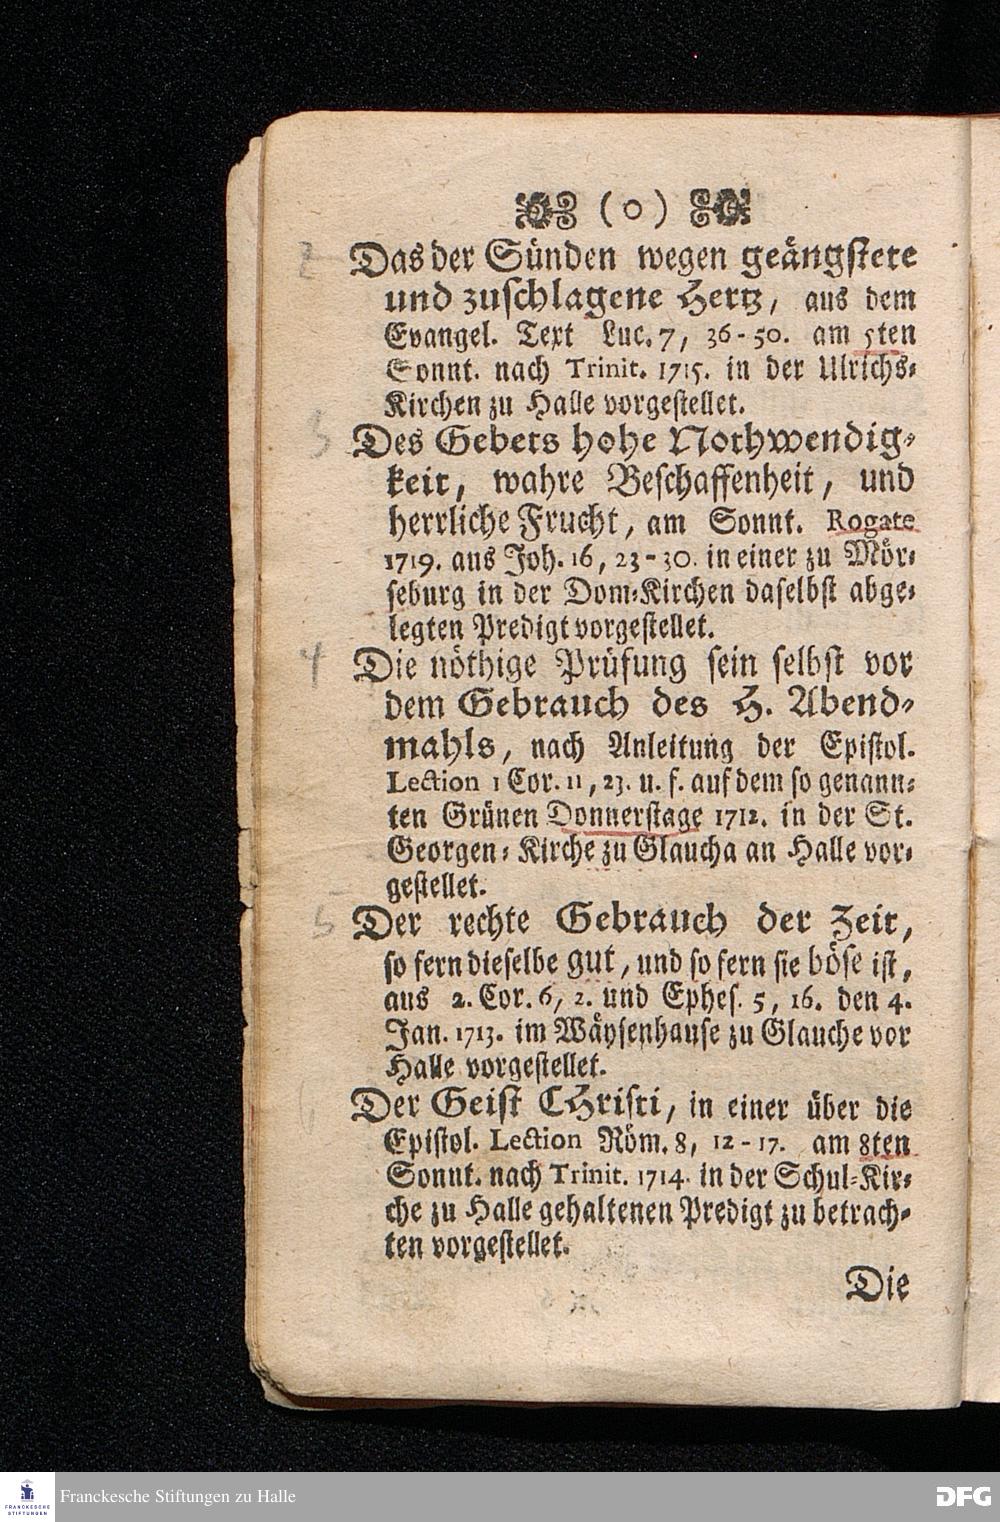 (o)
2
Das der Sünden wegen geängstete
und zuschlagene Hertz, aus dem
Evangel. Text Luc. 7, 36-50. am 5ten
Sonnt. nach Trinit. 1715. in der Ulrichs-
Kirchen zu Halle vorgestellet.
3
Des Gebets hohe Nothwendig-
keit, wahre Beschaffenheit, und
herrliche Frucht, am Sonnt. Rogate
1719. aus Joh. 16, 23-30. in einer zu Mör-
seburg in der Dom-Kirchen daselbst abge-
legten Predigt vorgestellet.
4
Die nöthige Prüfung sein selbst vor
dem Gebrauch des H. Abend-
mahls, nach Anleitung der Epistol.
Lection 1 Cor. 11, 23. u. f. auf dem so genann-
ten Grünen Donnerstage 1712. in der St.
Georgen-Kirche zu Glaucha an Halle vor-
gestellet.
5
Der rechte Gebrauch der Zeit,
so fern dieselbe gut, und so fern sie böse ist,
aus 2. Cor. 6, 2. und Ephes. 5, 16. den 4.
Jan. 1713. im Wäysenhause zu Glauche vor
Halle vorgestellet.
6
Der Geist CHristi, in einer über die
Epistol. Lection Röm. 8, 12-17. am 8ten
Sonnt. nach Trinit. 1714. in der Schul-Kir-
che zu Halle gehaltenen Predigt zu betrach-
ten vorgestellet.
Die
FRANCKESCHE STIFTUNGEN
Franckesche Stiftungen zu Halle
DFG